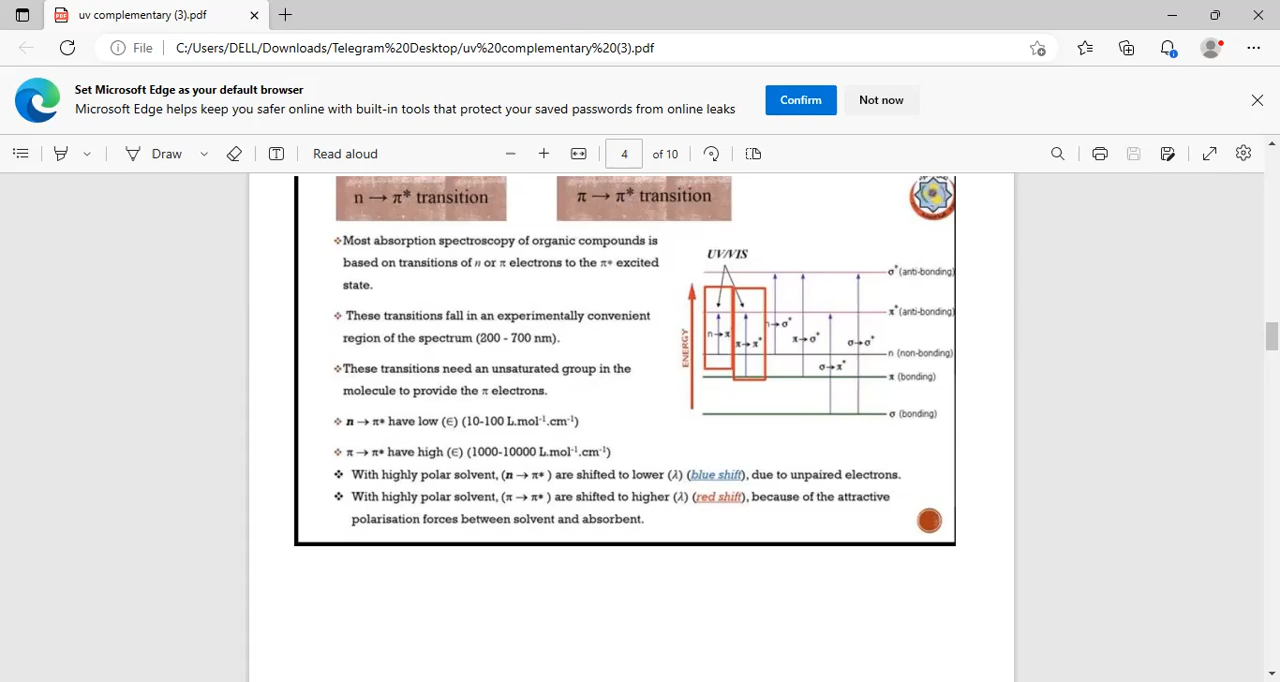 uv complementary (3).pdf
File
C:/Users/DELL/Downloads/Telegram%20Desktop/uv%20complementary%20(3).pdf
Set Microsoft Edge as your default browser
Microsoft Edge helps keep you safer online with built-in tools that protect your saved passwords from online leaks
Confirm
Not now
Draw
Read aloud
4
of 10
n → π* transition
π → π* transition
❖Most absorption spectroscopy of organic compounds is
based on transitions of n or π electrons to the π* excited
state.
❖ These transitions fall in an experimentally convenient
region of the spectrum (200 - 700 nm).
❖These transitions need an unsaturated group in the
molecule to provide the π electrons.
❖ n → π* have low (∈) (10-100 L.mol⁻¹.cm⁻¹)
❖ π → π* have high (∈) (1000-10000 L.mol⁻¹.cm⁻¹)
❖ With highly polar solvent, (n → π* ) are shifted to lower (λ) (blue shift), due to unpaired electrons.
❖ With highly polar solvent, (π → π* ) are shifted to higher (λ) (red shift), because of the attractive
polarisation forces between solvent and absorbent.
UV/VIS
ENERGY
σ* (anti-bonding)
π* (anti-bonding)
n (non-bonding)
π (bonding)
σ (bonding)
n→π
π→π*
n→σ*
π→σ*
σ→π*
σ→σ*